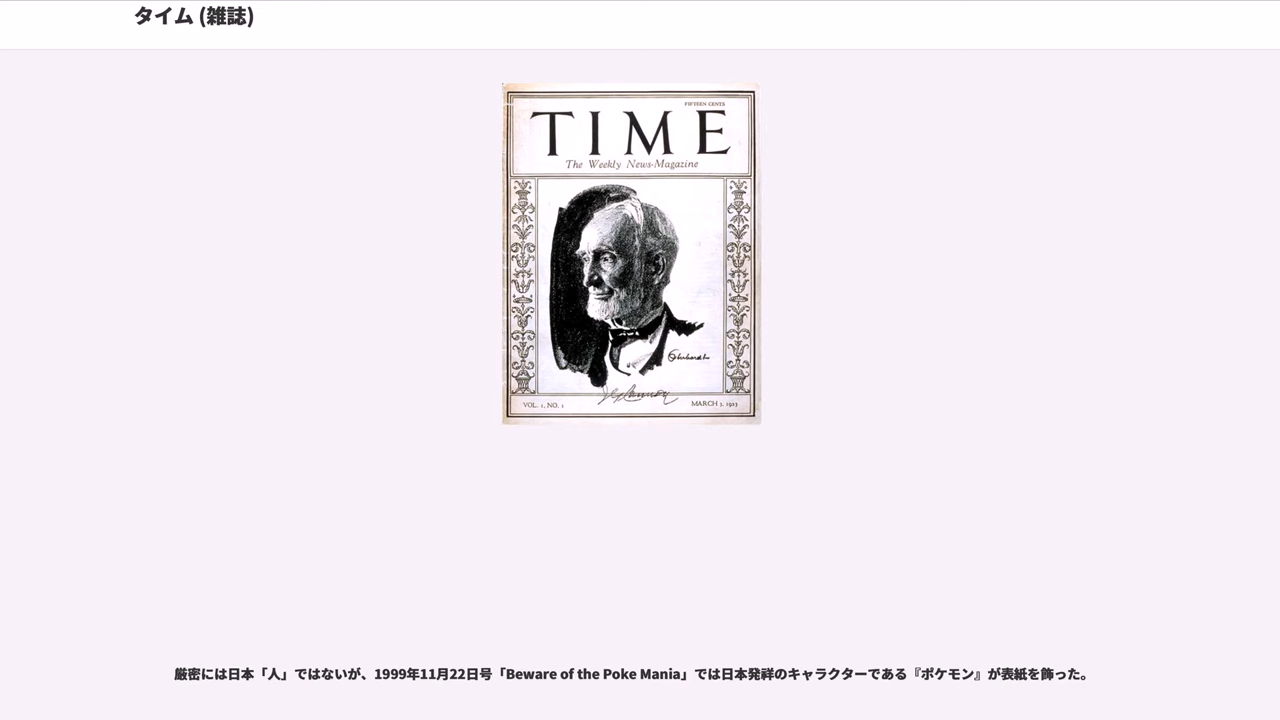 タイム (雑誌)
FIFTEEN CENTS
TIME
The Weekly News-Magazine
VOL. 1, NO. 1
MARCH 3, 1923
厳密には日本「人」ではないが、1999年11月22日号「Beware of the Poke Mania」では日本発祥のキャラクターである『ポケモン』が表紙を飾った。